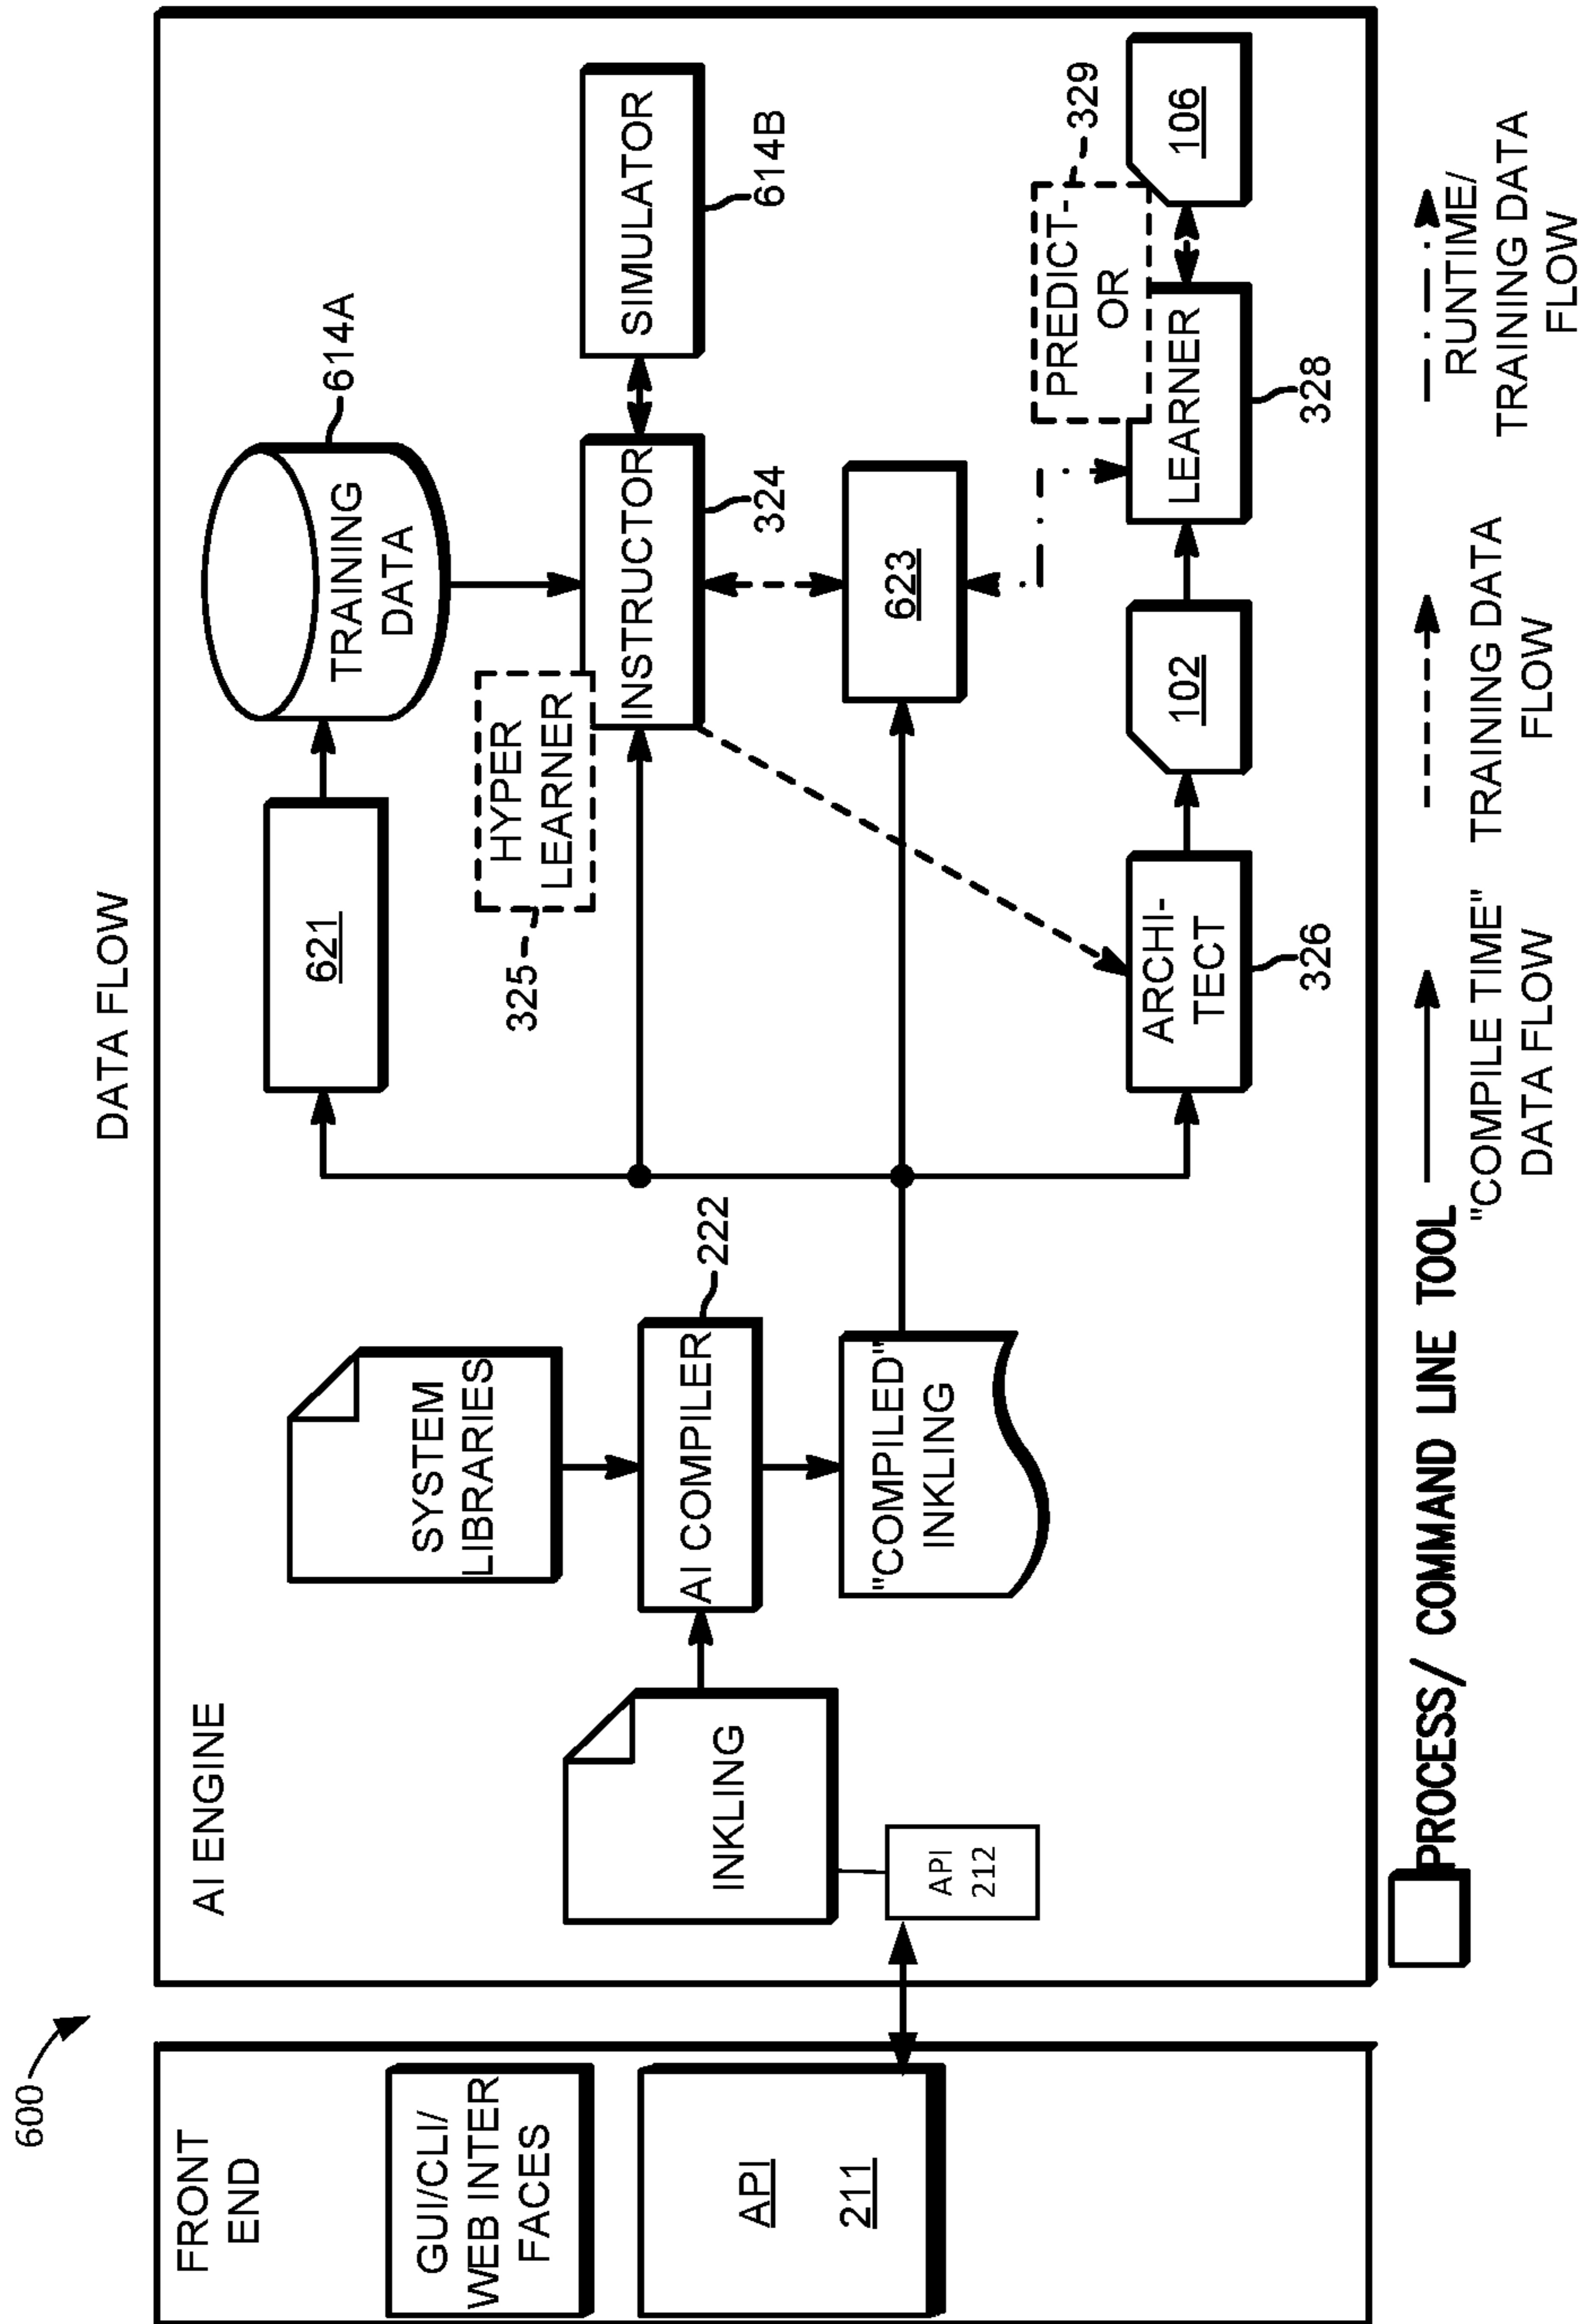 600
DATA FLOW
FRONT
END
GUI/CLI/
WEB INTER
FACES
API
211
AI ENGINE
INKLING
API
212
SYSTEM
LIBRARIES
AI COMPILER
222
"COMPILED"
INKLING
621
TRAINING
DATA
614A
HYPER
LEARNER
325
INSTRUCTOR
324
SIMULATOR
614B
623
ARCHI-
TECT
326
102
PREDICT-
OR
329
LEARNER
328
106
PROCESS/ COMMAND LINE TOOL
"COMPILE TIME"
DATA FLOW
TRAINING DATA
FLOW
RUNTIME/
TRAINING DATA
FLOW